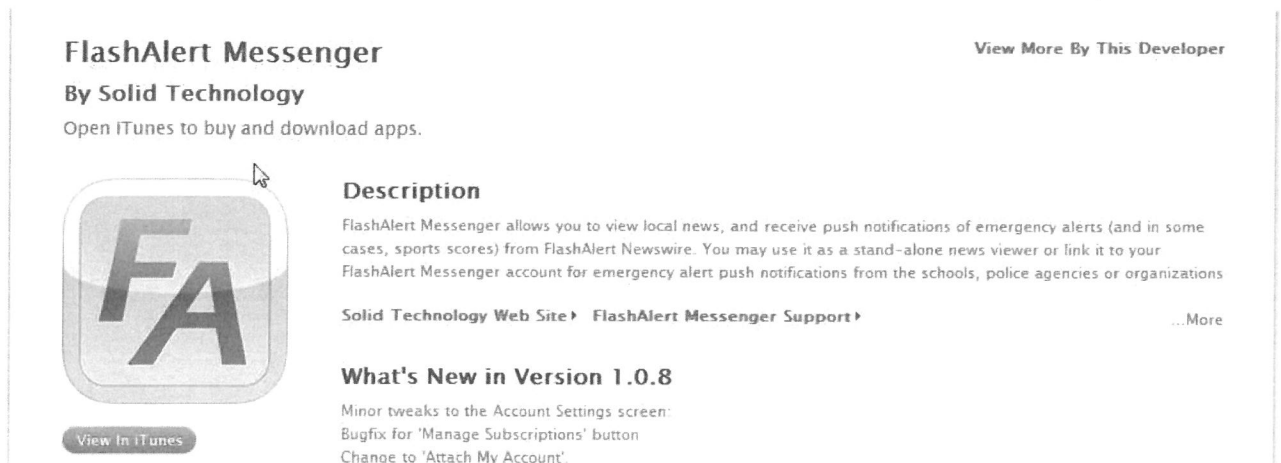 FlashAlert Messenger
View More By This Developer
By Solid Technology
Open iTunes to buy and download apps.
FA
Description
FlashAlert Messenger allows you to view local news, and receive push notifications of emergency alerts (and in some
cases, sports scores) from FlashAlert Newswire. You may use it as a stand-alone news viewer or link it to your
FlashAlert Messenger account for emergency alert push notifications from the schools, police agencies or organizations
Solid Technology Web Site FlashAlert Messenger Support
...More
What's New in Version 1.0.8
Minor tweaks to the Account Settings screen:
Bugfix for 'Manage Subscriptions' button
Change to 'Attach My Account'.
View In iTunes